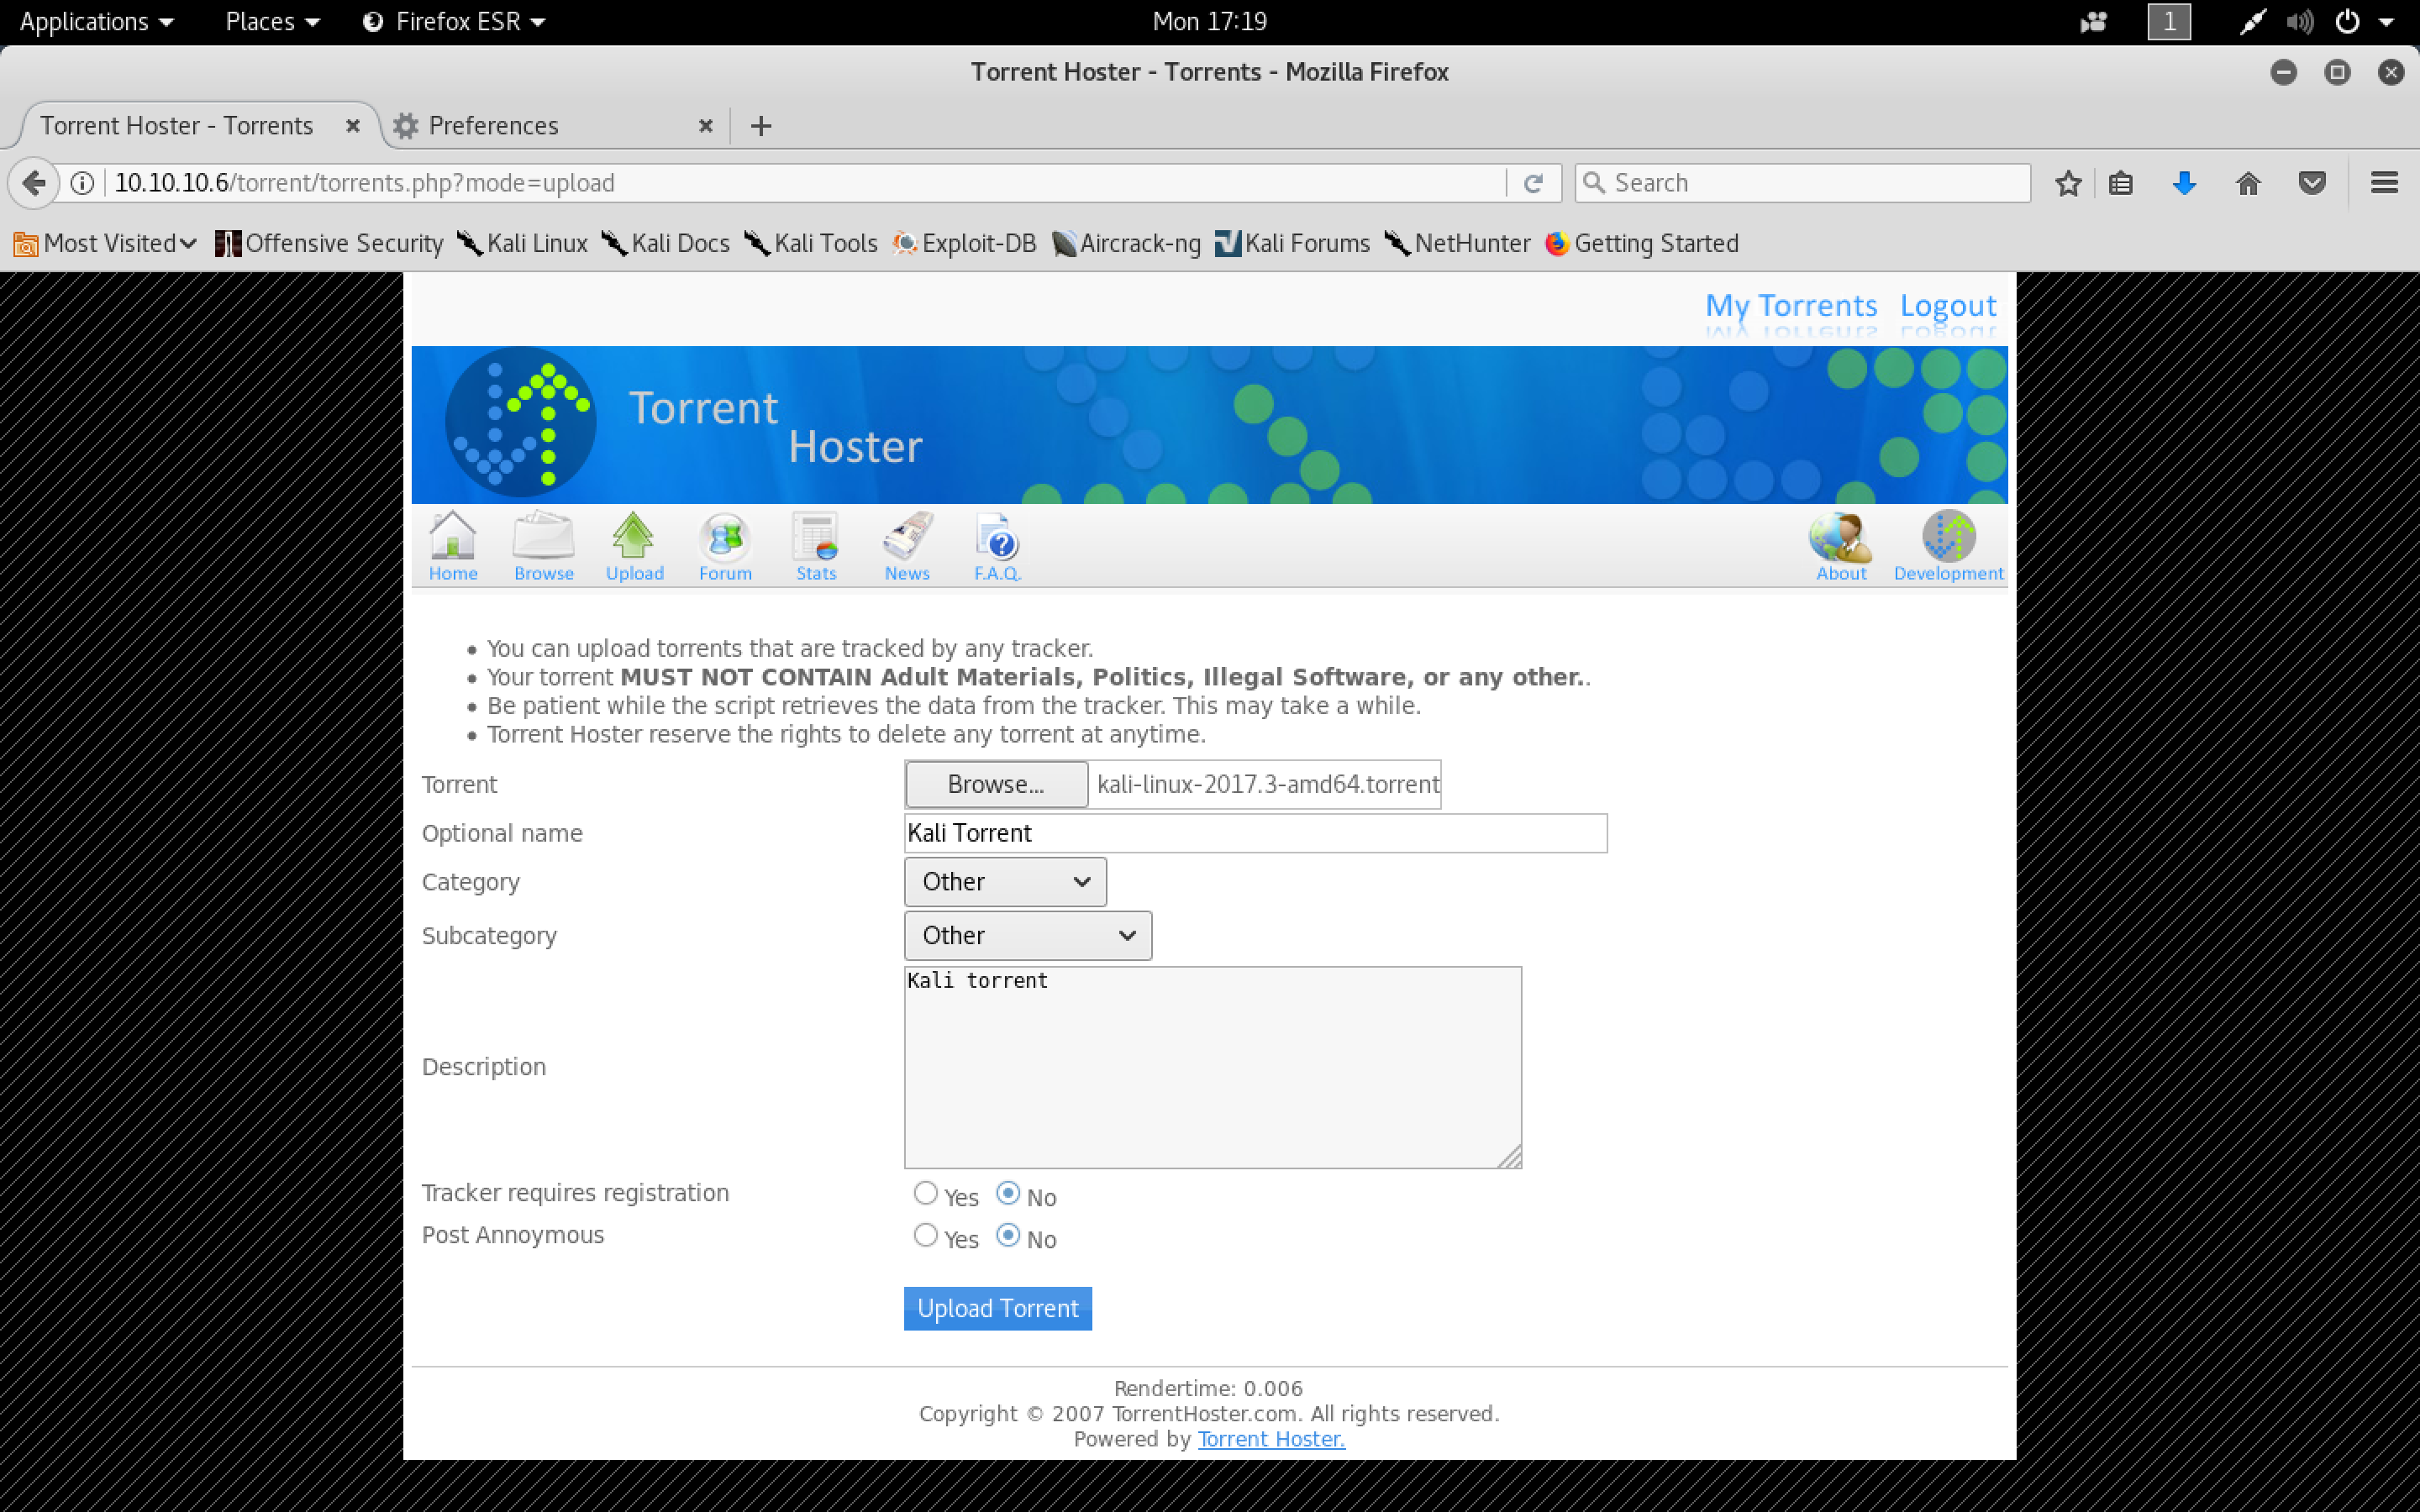 Applications Places Firefox ESR Mon 17:19 1
Torrent Hoster - Torrents - Mozilla Firefox
Torrent Hoster - Torrents Preferences
10.10.10.6/torrent/torrents.php?mode=upload Search
Most Visited Offensive Security Kali Linux Kali Docs Kali Tools Exploit-DB Aircrack-ng Kali Forums NetHunter Getting Started
My Torrents Logout
Torrent
Hoster
Home Browse Upload Forum Stats News F.A.Q. About Development
• You can upload torrents that are tracked by any tracker.
• Your torrent MUST NOT CONTAIN Adult Materials, Politics, Illegal Software, or any other..
• Be patient while the script retrieves the data from the tracker. This may take a while.
• Torrent Hoster reserve the rights to delete any torrent at anytime.
Torrent Browse... kali-linux-2017.3-amd64.torrent
Optional name Kali Torrent
Category Other
Subcategory Other
Kali torrent
Description
Tracker requires registration Yes No
Post Annoymous Yes No
Upload Torrent
Rendertime: 0.006
Copyright © 2007 TorrentHoster.com. All rights reserved.
Powered by Torrent Hoster.